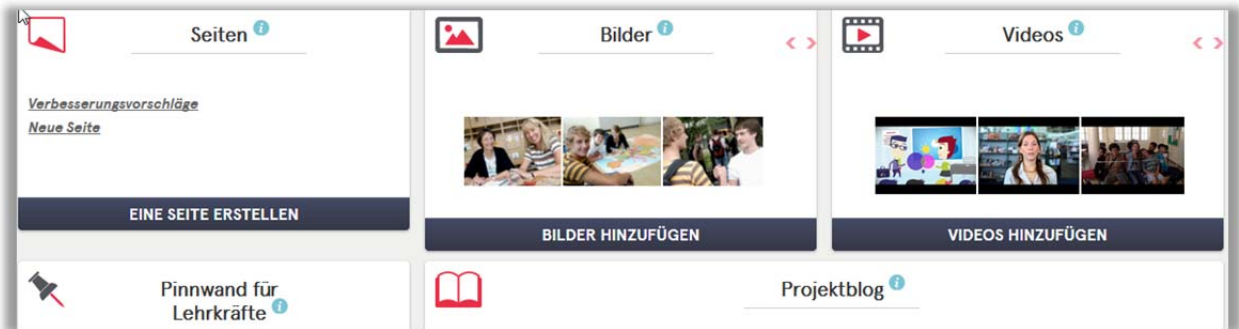 Seiten
Verbesserungsvorschläge
Neue Seite
EINE SEITE ERSTELLEN
Bilder
BILDER HINZUFÜGEN
Videos
VIDEOS HINZUFÜGEN
Pinnwand für
Lehrkräfte
Projektblog